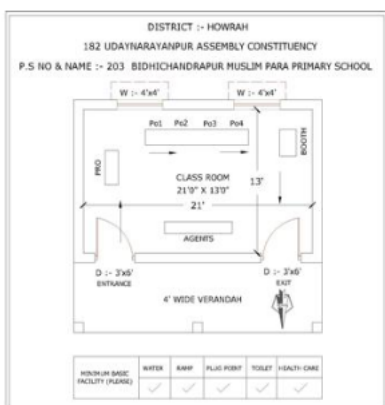 DISTRICT :- HOWRAH
182 UDAYNARAYANPUR ASSEMBLY CONSTITUENCY
P.S NO & NAME :- 203 BIDHICHANDRAPUR MUSLIM PARA PRIMARY SCHOOL
W :- 4'x4' W :- 4'x4'
Po1 Po2 Po3 Po4
BOOTH
PRO
CLASS ROOM
21'0" X 13'0"
13'
21'
AGENTS
D :- 3'x6' D :- 3'x6'
ENTRANCE EXIT
4' WIDE VERANDAH
MINIMUM BASIC FACILITY (PLEASE) WATER RAMP PLUG POINT TOILET HEALTH CARE